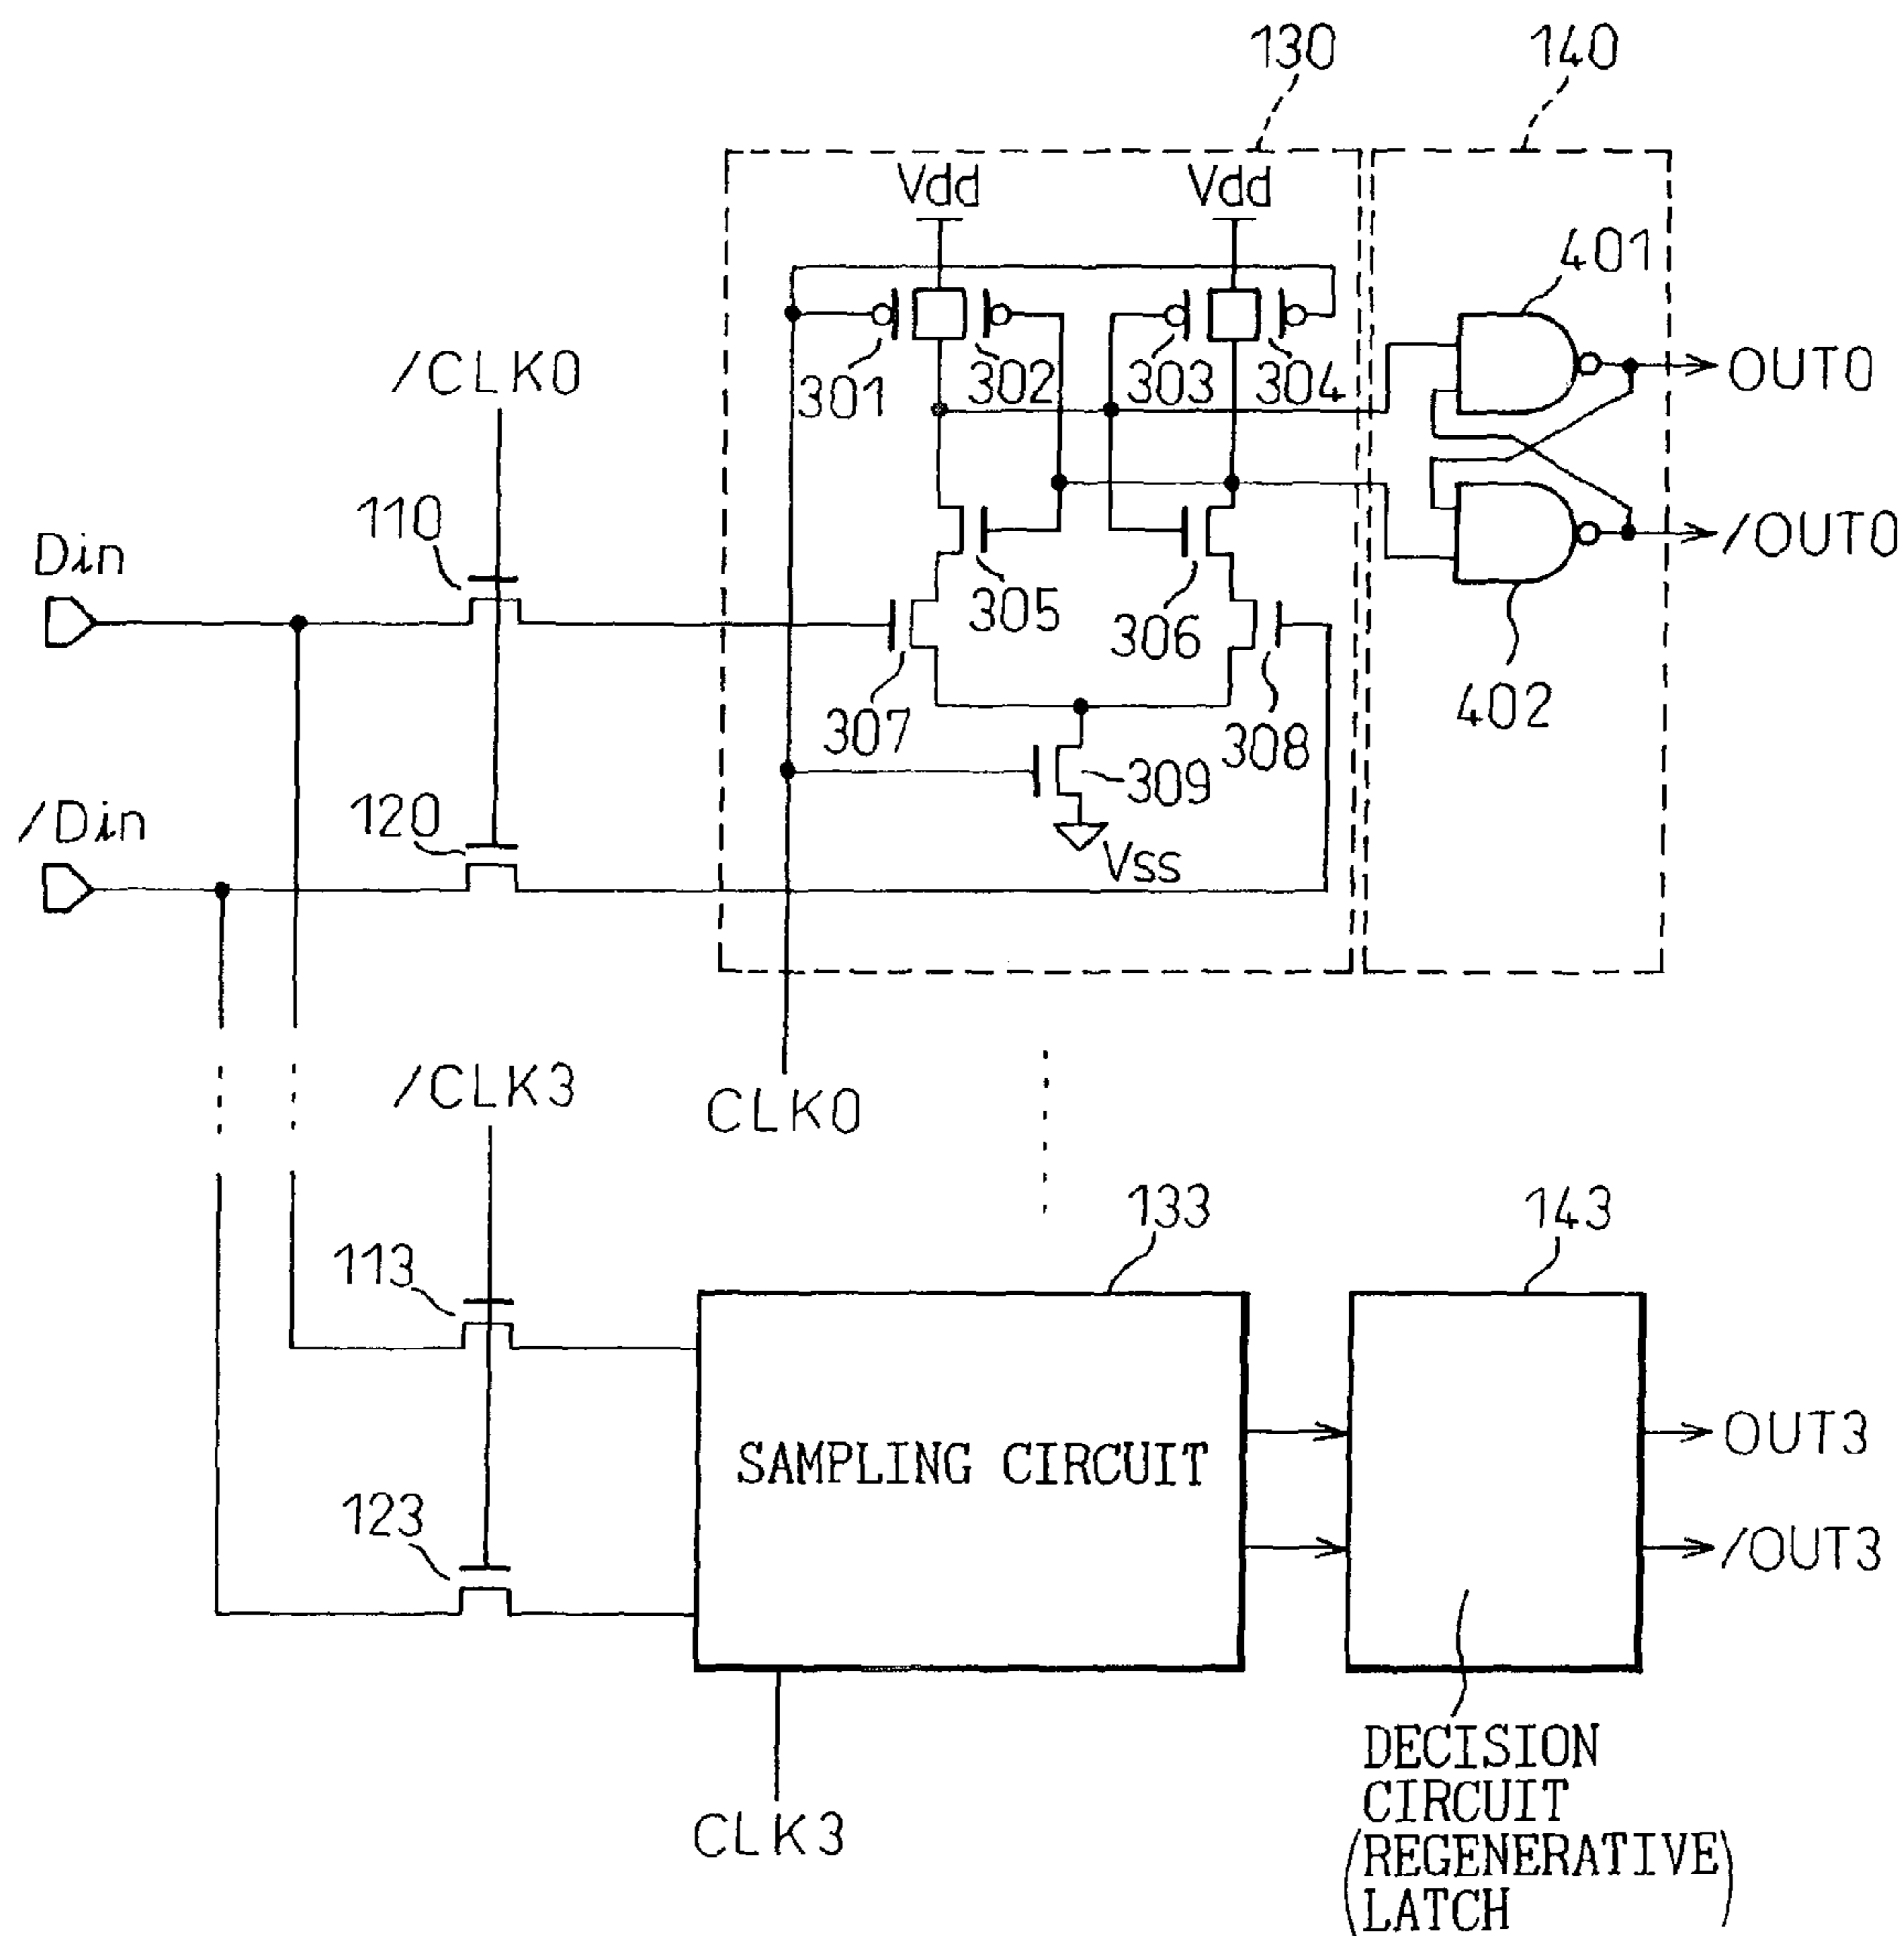 130
140
Vdd
Vdd
401
/CLK0
301
302
303
304
OUT0
110
Din
/OUT0
305
306
402
307
308
309
120
/Din
Vss
/CLK3
CLK0
133
143
113
OUT3
SAMPLING CIRCUIT
123
/OUT3
DECISION
CIRCUIT
CLK3
(REGENERATIVE)
LATCH